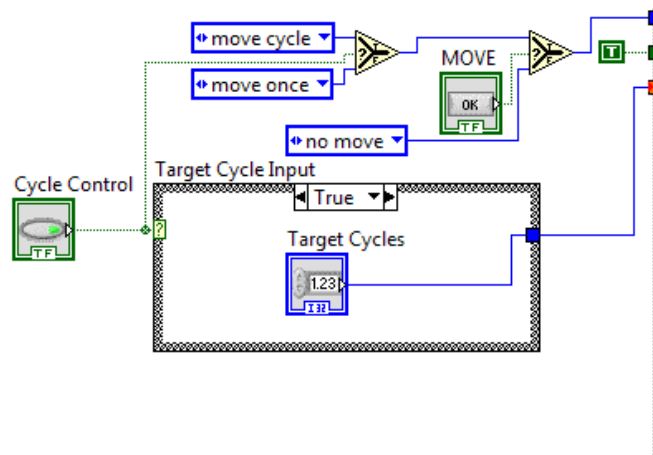 move cycle
move once
MOVE
OK
TF
no move
T
Target Cycle Input
True
Cycle Control
TF
?
Target Cycles
1.23
I32
? T F
? T F